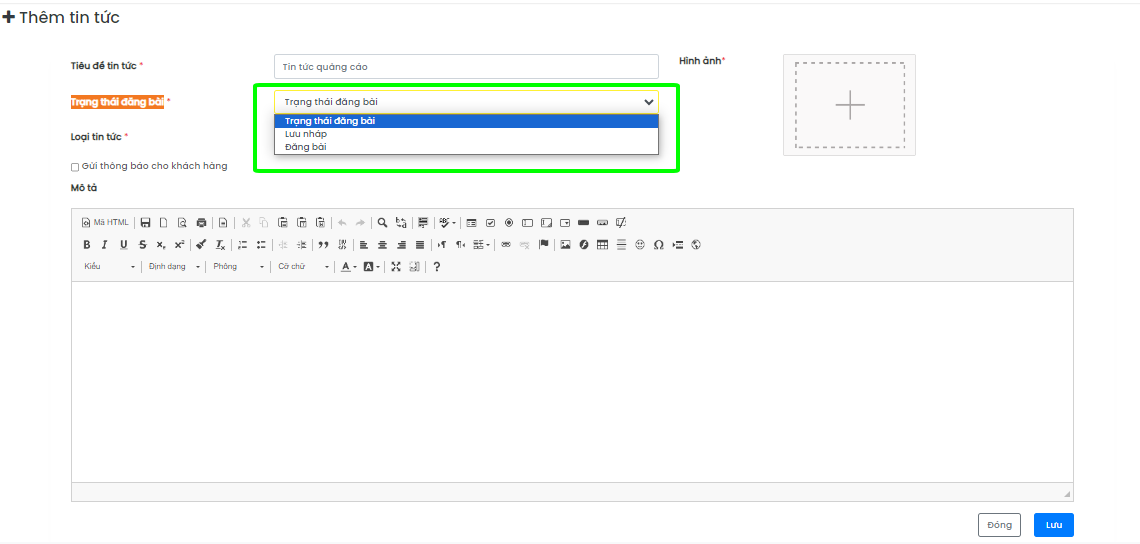 Thêm tin tức
Tiêu đề tin tức *
Tin tức quảng cáo
Hình ảnh*
Trạng thái đăng bài *
Trạng thái đăng bài
Trạng thái đăng bài
Lưu nháp
Đăng bài
Loại tin tức *
Gửi thông báo cho khách hàng
Mô tả
Mã HTML
Kiểu
Định dạng
Phông
Cỡ chữ
Đóng
Lưu